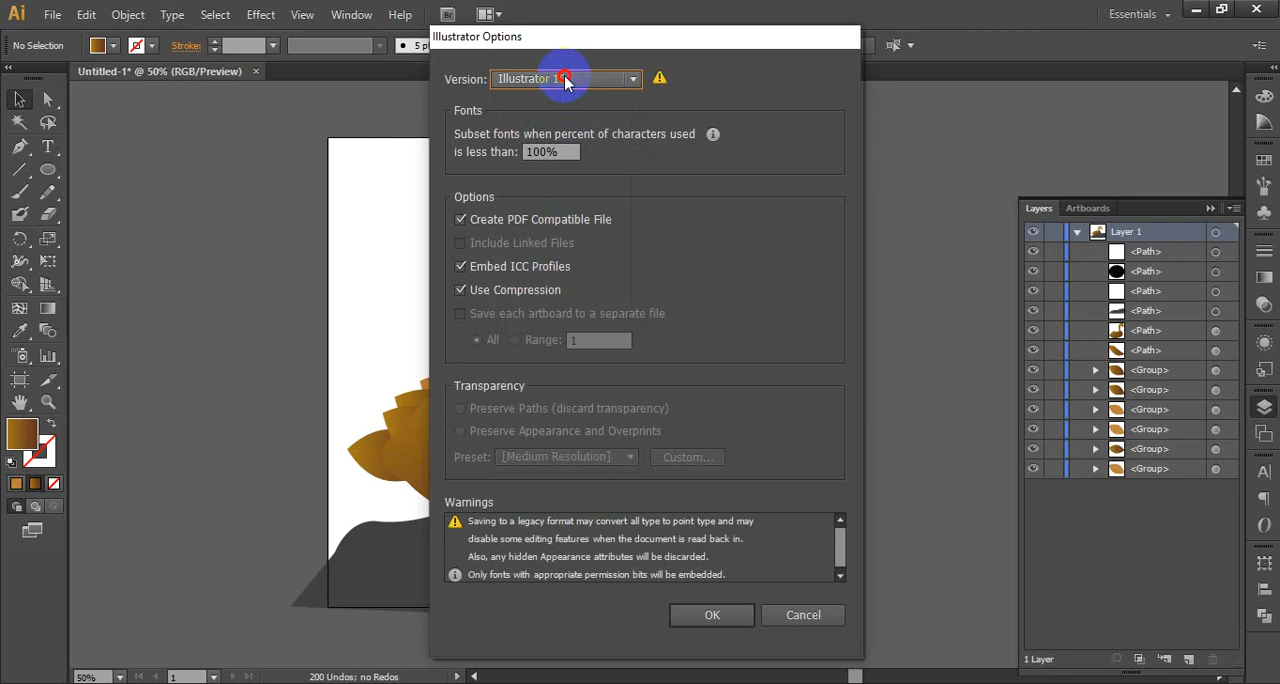 Ai File Edit Object Type Select Effect View Window Help Br Essentials
No Selection Stroke: 5 pt
Untitled-1* @ 50% (RGB/Preview) ×
Illustrator Options
Version: Illustrator
Fonts
Subset fonts when percent of characters used
is less than: 100%
Options
Create PDF Compatible File
Include Linked Files
Embed ICC Profiles
Use Compression
Save each artboard to a separate file
All Range: 1
Transparency
Preserve Paths (discard transparency)
Preserve Appearance and Overprints
Preset: [Medium Resolution] Custom...
Warnings
Saving to a legacy format may convert all type to point type and may
disable some editing features when the document is read back in.
Also, any hidden Appearance attributes will be discarded.
Only fonts with appropriate permission bits will be embedded.
OK Cancel
Layers Artboards
Layer 1
<Path>
<Path>
<Path>
<Path>
<Path>
<Path>
<Group>
<Group>
<Group>
<Group>
<Group>
<Group>
1 Layer
50% 1 200 Undos; no Redos